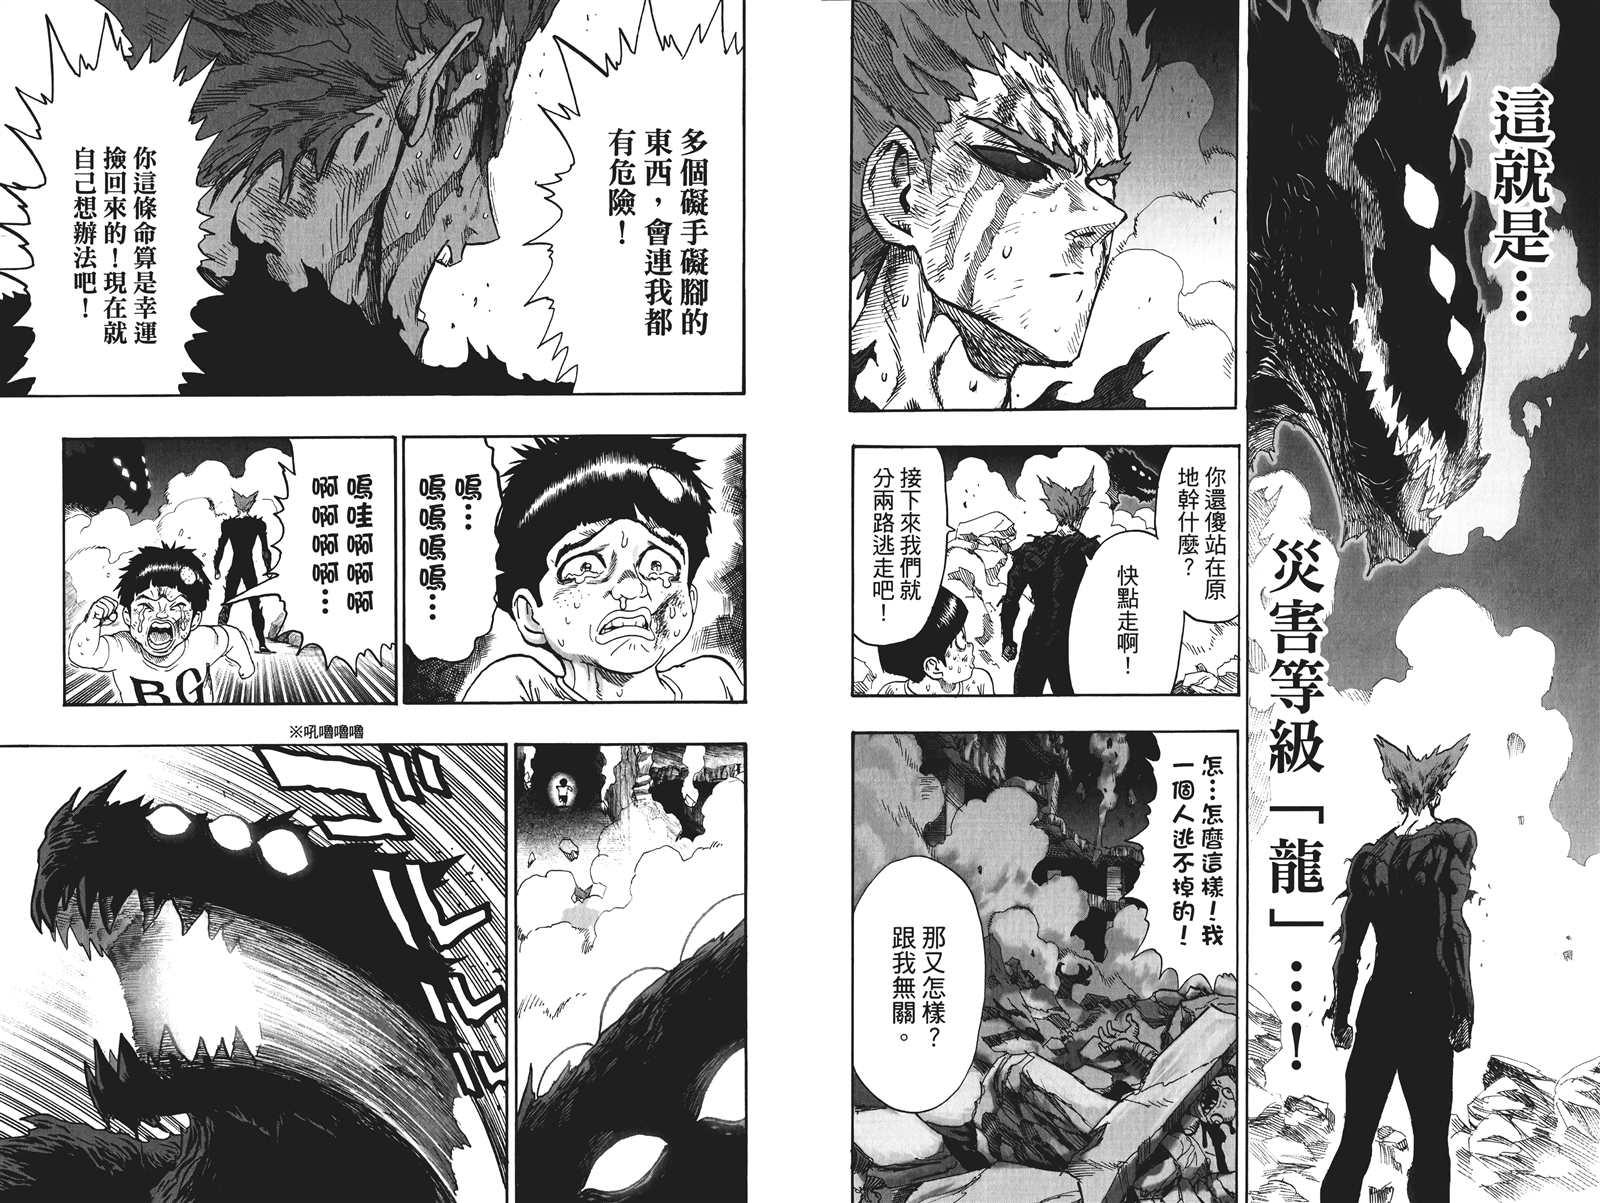 這就是…
災害等級「龍」…!
你還傻站在原
地幹什麼?
快點走啊!
接下來我們就
分兩路逃走吧!
怎…怎麼這樣!我
一個人逃不掉的!
那又怎樣?
跟我無關。
多個礙手礙腳的
東西,會連我都
有危險!
你這條命算是幸運
撿回來的!現在就
自己想辦法吧!
嗚…
嗚嗚嗚嗚…
嗚哇啊啊啊
啊啊啊啊…
BG
※吼嚕嚕嚕
ゴルルル